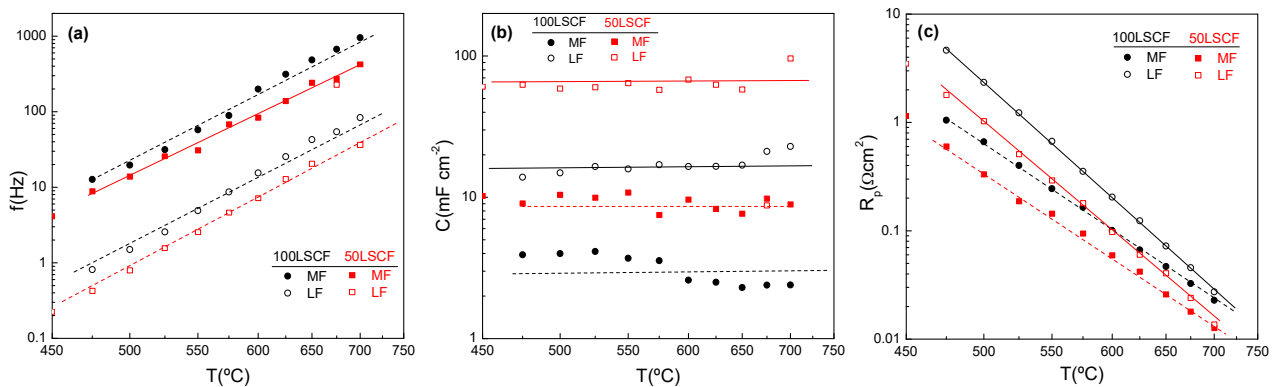 (a)
f(Hz)
1000
100
10
1
0.1
100LSCF 50LSCF
MF MF
LF LF
450 500 550 600 650 700 750
T(ºC)
(b)
C(mF cm-2)
100
10
1
100LSCF 50LSCF
MF MF
LF LF
450 500 550 600 650 700 750
T(ºC)
(c)
Rp(Ωcm2)
10
1
0.1
0.01
100LSCF 50LSCF
MF MF
LF LF
450 500 550 600 650 700 750
T(ºC)